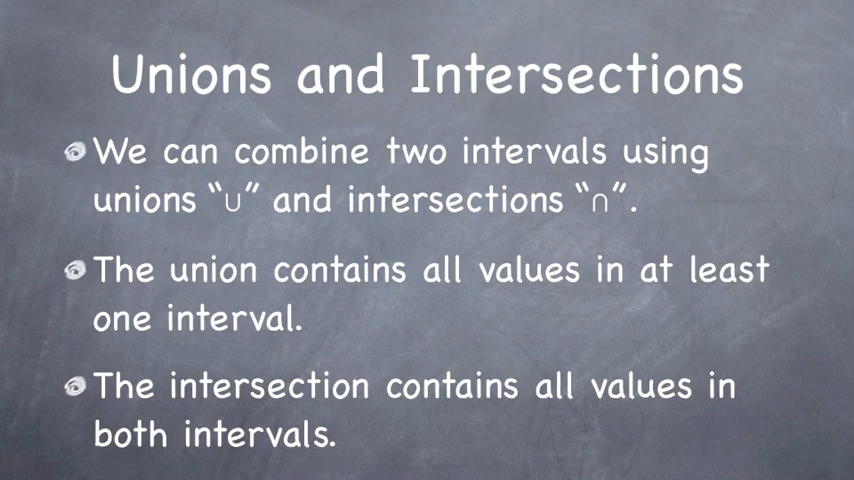 Unions and Intersections
We can combine two intervals using
unions “∪” and intersections “∩”.
The union contains all values in at least
one interval.
The intersection contains all values in
both intervals.